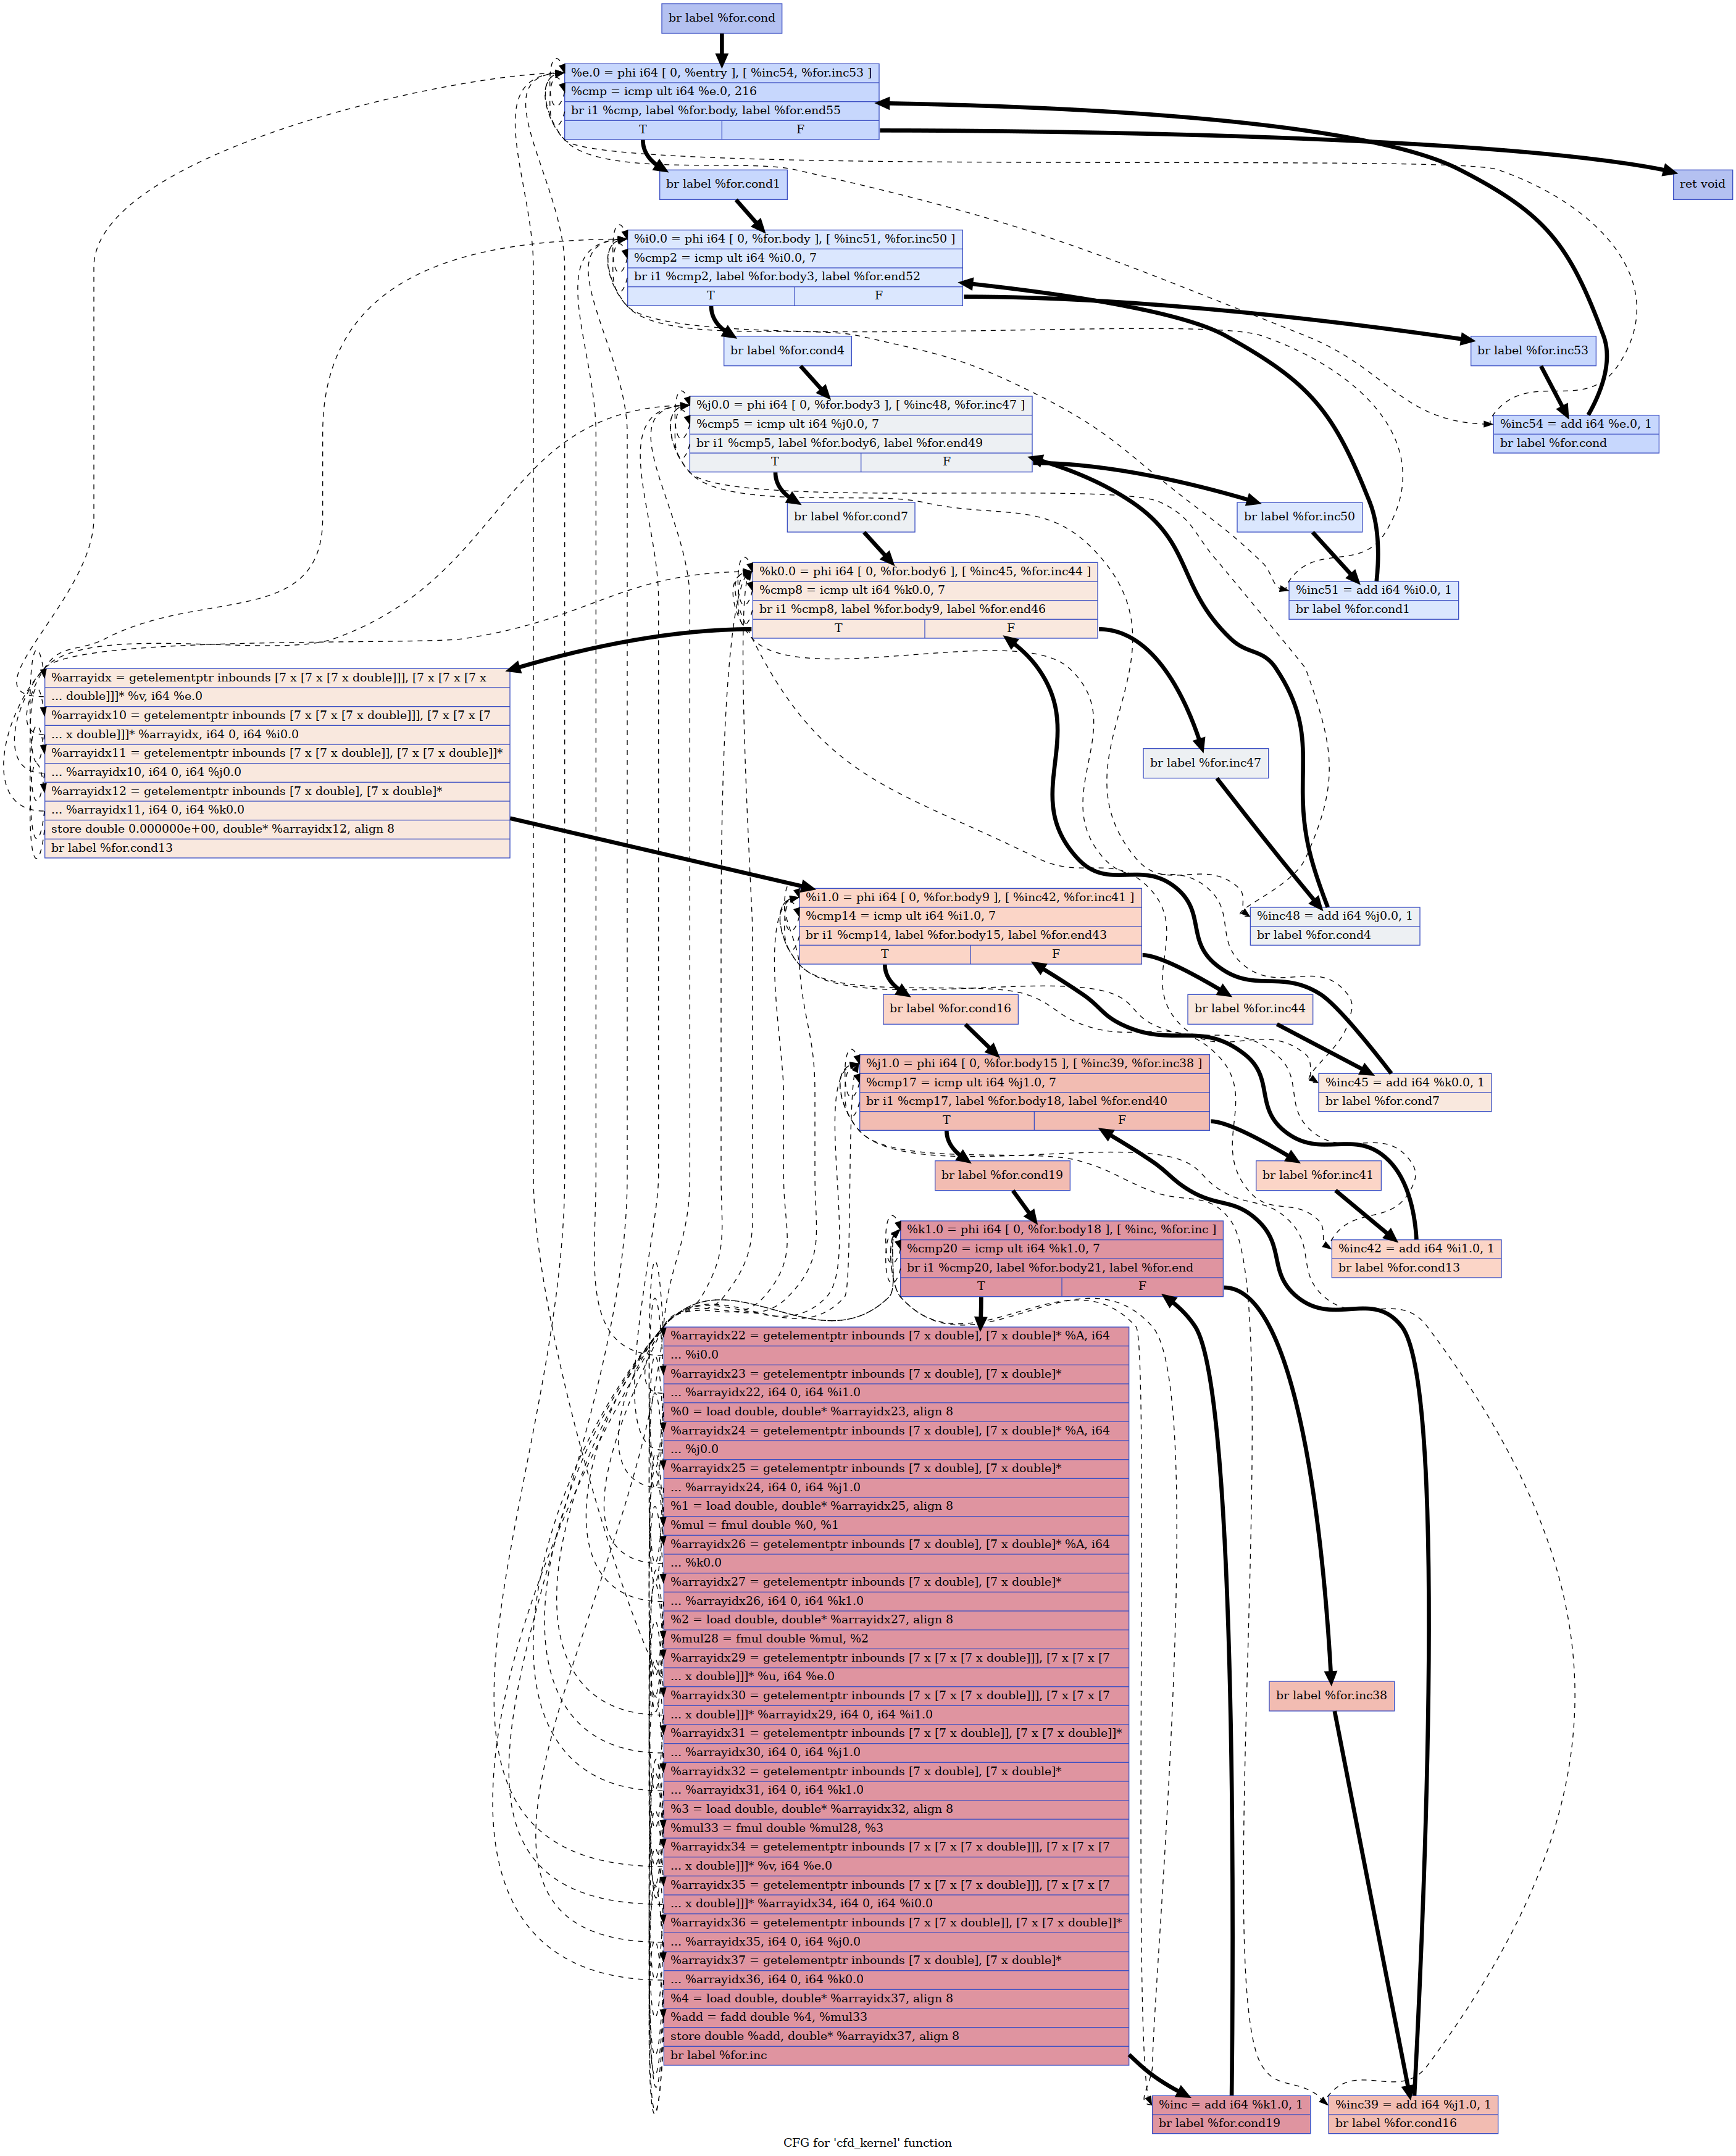 br label %for.cond
%e.0 = phi i64 [ 0, %entry ], [ %inc54, %for.inc53 ]
%cmp = icmp ult i64 %e.0, 216
br i1 %cmp, label %for.body, label %for.end55
T F
br label %for.cond1
ret void
%i0.0 = phi i64 [ 0, %for.body ], [ %inc51, %for.inc50 ]
%cmp2 = icmp ult i64 %i0.0, 7
br i1 %cmp2, label %for.body3, label %for.end52
T F
br label %for.cond4
br label %for.inc53
%j0.0 = phi i64 [ 0, %for.body3 ], [ %inc48, %for.inc47 ]
%cmp5 = icmp ult i64 %j0.0, 7
br i1 %cmp5, label %for.body6, label %for.end49
T F
%inc54 = add i64 %e.0, 1
br label %for.cond
br label %for.cond7
br label %for.inc50
%k0.0 = phi i64 [ 0, %for.body6 ], [ %inc45, %for.inc44 ]
%cmp8 = icmp ult i64 %k0.0, 7
br i1 %cmp8, label %for.body9, label %for.end46
T F
%inc51 = add i64 %i0.0, 1
br label %for.cond1
%arrayidx = getelementptr inbounds [7 x [7 x [7 x double]]], [7 x [7 x [7 x
... double]]]* %v, i64 %e.0
%arrayidx10 = getelementptr inbounds [7 x [7 x [7 x double]]], [7 x [7 x [7
... x double]]]* %arrayidx, i64 0, i64 %i0.0
%arrayidx11 = getelementptr inbounds [7 x [7 x double]], [7 x [7 x double]]*
... %arrayidx10, i64 0, i64 %j0.0
%arrayidx12 = getelementptr inbounds [7 x double], [7 x double]*
... %arrayidx11, i64 0, i64 %k0.0
store double 0.000000e+00, double* %arrayidx12, align 8
br label %for.cond13
br label %for.inc47
%i1.0 = phi i64 [ 0, %for.body9 ], [ %inc42, %for.inc41 ]
%cmp14 = icmp ult i64 %i1.0, 7
br i1 %cmp14, label %for.body15, label %for.end43
T F
%inc48 = add i64 %j0.0, 1
br label %for.cond4
br label %for.cond16
br label %for.inc44
%j1.0 = phi i64 [ 0, %for.body15 ], [ %inc39, %for.inc38 ]
%cmp17 = icmp ult i64 %j1.0, 7
br i1 %cmp17, label %for.body18, label %for.end40
T F
%inc45 = add i64 %k0.0, 1
br label %for.cond7
br label %for.cond19
br label %for.inc41
%k1.0 = phi i64 [ 0, %for.body18 ], [ %inc, %for.inc ]
%cmp20 = icmp ult i64 %k1.0, 7
br i1 %cmp20, label %for.body21, label %for.end
T F
%inc42 = add i64 %i1.0, 1
br label %for.cond13
%arrayidx22 = getelementptr inbounds [7 x double], [7 x double]* %A, i64
... %i0.0
%arrayidx23 = getelementptr inbounds [7 x double], [7 x double]*
... %arrayidx22, i64 0, i64 %i1.0
%0 = load double, double* %arrayidx23, align 8
%arrayidx24 = getelementptr inbounds [7 x double], [7 x double]* %A, i64
... %j0.0
%arrayidx25 = getelementptr inbounds [7 x double], [7 x double]*
... %arrayidx24, i64 0, i64 %j1.0
%1 = load double, double* %arrayidx25, align 8
%mul = fmul double %0, %1
%arrayidx26 = getelementptr inbounds [7 x double], [7 x double]* %A, i64
... %k0.0
%arrayidx27 = getelementptr inbounds [7 x double], [7 x double]*
... %arrayidx26, i64 0, i64 %k1.0
%2 = load double, double* %arrayidx27, align 8
%mul28 = fmul double %mul, %2
%arrayidx29 = getelementptr inbounds [7 x [7 x [7 x double]]], [7 x [7 x [7
... x double]]]* %u, i64 %e.0
%arrayidx30 = getelementptr inbounds [7 x [7 x [7 x double]]], [7 x [7 x [7
... x double]]]* %arrayidx29, i64 0, i64 %i1.0
%arrayidx31 = getelementptr inbounds [7 x [7 x double]], [7 x [7 x double]]*
... %arrayidx30, i64 0, i64 %j1.0
%arrayidx32 = getelementptr inbounds [7 x double], [7 x double]*
... %arrayidx31, i64 0, i64 %k1.0
%3 = load double, double* %arrayidx32, align 8
%mul33 = fmul double %mul28, %3
%arrayidx34 = getelementptr inbounds [7 x [7 x [7 x double]]], [7 x [7 x [7
... x double]]]* %v, i64 %e.0
%arrayidx35 = getelementptr inbounds [7 x [7 x [7 x double]]], [7 x [7 x [7
... x double]]]* %arrayidx34, i64 0, i64 %i0.0
%arrayidx36 = getelementptr inbounds [7 x [7 x double]], [7 x [7 x double]]*
... %arrayidx35, i64 0, i64 %j0.0
%arrayidx37 = getelementptr inbounds [7 x double], [7 x double]*
... %arrayidx36, i64 0, i64 %k0.0
%4 = load double, double* %arrayidx37, align 8
%add = fadd double %4, %mul33
store double %add, double* %arrayidx37, align 8
br label %for.inc
br label %for.inc38
%inc = add i64 %k1.0, 1
br label %for.cond19
%inc39 = add i64 %j1.0, 1
br label %for.cond16
CFG for 'cfd_kernel' function